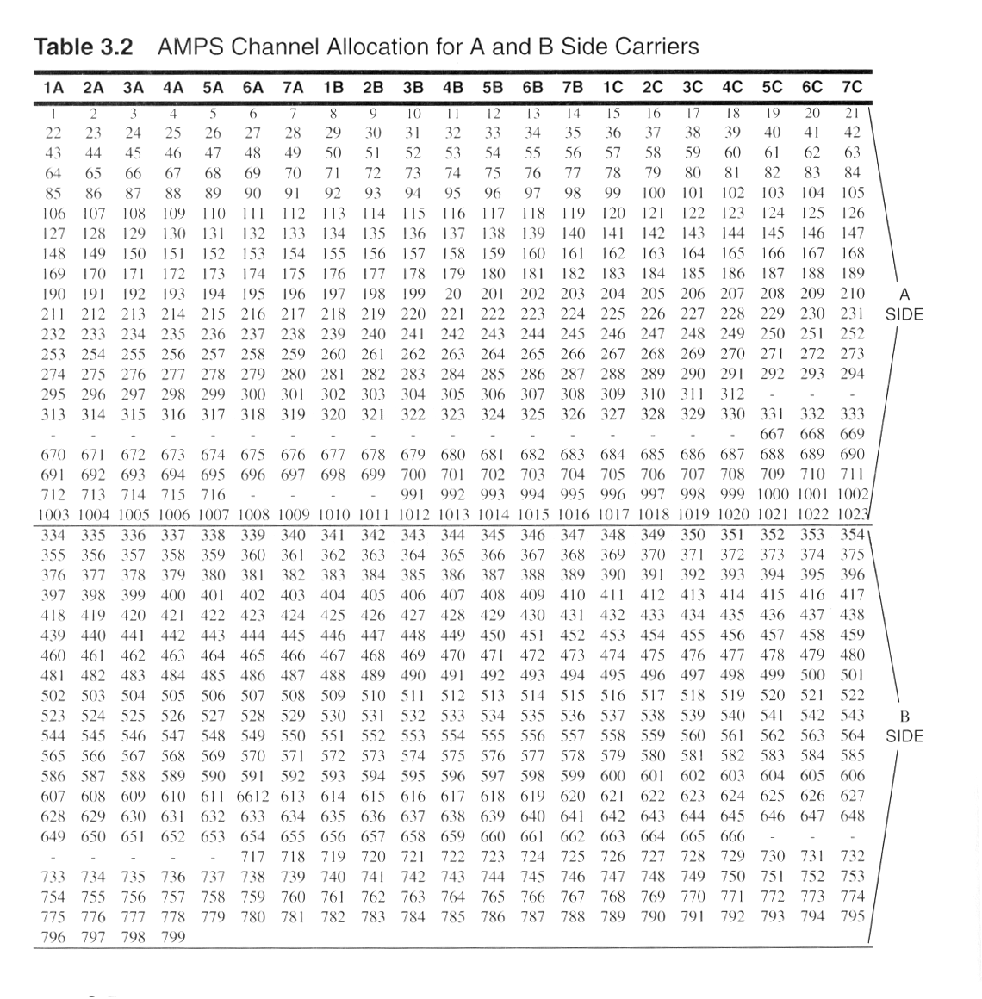 Table 3.2 AMPS Channel Allocation for A and B Side Carriers
1A 2A 3A 4A 5A 6A 7A 1B 2B 3B 4B 5B 6B 7B 1C 2C 3C 4C 5C 6C 7C
1 2 3 4 5 6 7 8 9 10 11 12 13 14 15 16 17 18 19 20 21
22 23 24 25 26 27 28 29 30 31 32 33 34 35 36 37 38 39 40 41 42
43 44 45 46 47 48 49 50 51 52 53 54 55 56 57 58 59 60 61 62 63
64 65 66 67 68 69 70 71 72 73 74 75 76 77 78 79 80 81 82 83 84
85 86 87 88 89 90 91 92 93 94 95 96 97 98 99 100 101 102 103 104 105
106 107 108 109 110 111 112 113 114 115 116 117 118 119 120 121 122 123 124 125 126
127 128 129 130 131 132 133 134 135 136 137 138 139 140 141 142 143 144 145 146 147
148 149 150 151 152 153 154 155 156 157 158 159 160 161 162 163 164 165 166 167 168
169 170 171 172 173 174 175 176 177 178 179 180 181 182 183 184 185 186 187 188 189
190 191 192 193 194 195 196 197 198 199 20 201 202 203 204 205 206 207 208 209 210 A
211 212 213 214 215 216 217 218 219 220 221 222 223 224 225 226 227 228 229 230 231 SIDE
232 233 234 235 236 237 238 239 240 241 242 243 244 245 246 247 248 249 250 251 252
253 254 255 256 257 258 259 260 261 262 263 264 265 266 267 268 269 270 271 272 273
274 275 276 277 278 279 280 281 282 283 284 285 286 287 288 289 290 291 292 293 294
295 296 297 298 299 300 301 302 303 304 305 306 307 308 309 310 311 312 - - -
313 314 315 316 317 318 319 320 321 322 323 324 325 326 327 328 329 330 331 332 333
- - - - - - - - - - - - - - - - - - 667 668 669
670 671 672 673 674 675 676 677 678 679 680 681 682 683 684 685 686 687 688 689 690
691 692 693 694 695 696 697 698 699 700 701 702 703 704 705 706 707 708 709 710 711
712 713 714 715 716 - - - - 991 992 993 994 995 996 997 998 999 1000 1001 1002
1003 1004 1005 1006 1007 1008 1009 1010 1011 1012 1013 1014 1015 1016 1017 1018 1019 1020 1021 1022 1023
334 335 336 337 338 339 340 341 342 343 344 345 346 347 348 349 350 351 352 353 354
355 356 357 358 359 360 361 362 363 364 365 366 367 368 369 370 371 372 373 374 375
376 377 378 379 380 381 382 383 384 385 386 387 388 389 390 391 392 393 394 395 396
397 398 399 400 401 402 403 404 405 406 407 408 409 410 411 412 413 414 415 416 417
418 419 420 421 422 423 424 425 426 427 428 429 430 431 432 433 434 435 436 437 438
439 440 441 442 443 444 445 446 447 448 449 450 451 452 453 454 455 456 457 458 459
460 461 462 463 464 465 466 467 468 469 470 471 472 473 474 475 476 477 478 479 480
481 482 483 484 485 486 487 488 489 490 491 492 493 494 495 496 497 498 499 500 501
502 503 504 505 506 507 508 509 510 511 512 513 514 515 516 517 518 519 520 521 522
523 524 525 526 527 528 529 530 531 532 533 534 535 536 537 538 539 540 541 542 543 B
544 545 546 547 548 549 550 551 552 553 554 555 556 557 558 559 560 561 562 563 564 SIDE
565 566 567 568 569 570 571 572 573 574 575 576 577 578 579 580 581 582 583 584 585
586 587 588 589 590 591 592 593 594 595 596 597 598 599 600 601 602 603 604 605 606
607 608 609 610 611 6612 613 614 615 616 617 618 619 620 621 622 623 624 625 626 627
628 629 630 631 632 633 634 635 636 637 638 639 640 641 642 643 644 645 646 647 648
649 650 651 652 653 654 655 656 657 658 659 660 661 662 663 664 665 666 - - -
- - - - - 717 718 719 720 721 722 723 724 725 726 727 728 729 730 731 732
733 734 735 736 737 738 739 740 741 742 743 744 745 746 747 748 749 750 751 752 753
754 755 756 757 758 759 760 761 762 763 764 765 766 767 768 769 770 771 772 773 774
775 776 777 778 779 780 781 782 783 784 785 786 787 788 789 790 791 792 793 794 795
796 797 798 799